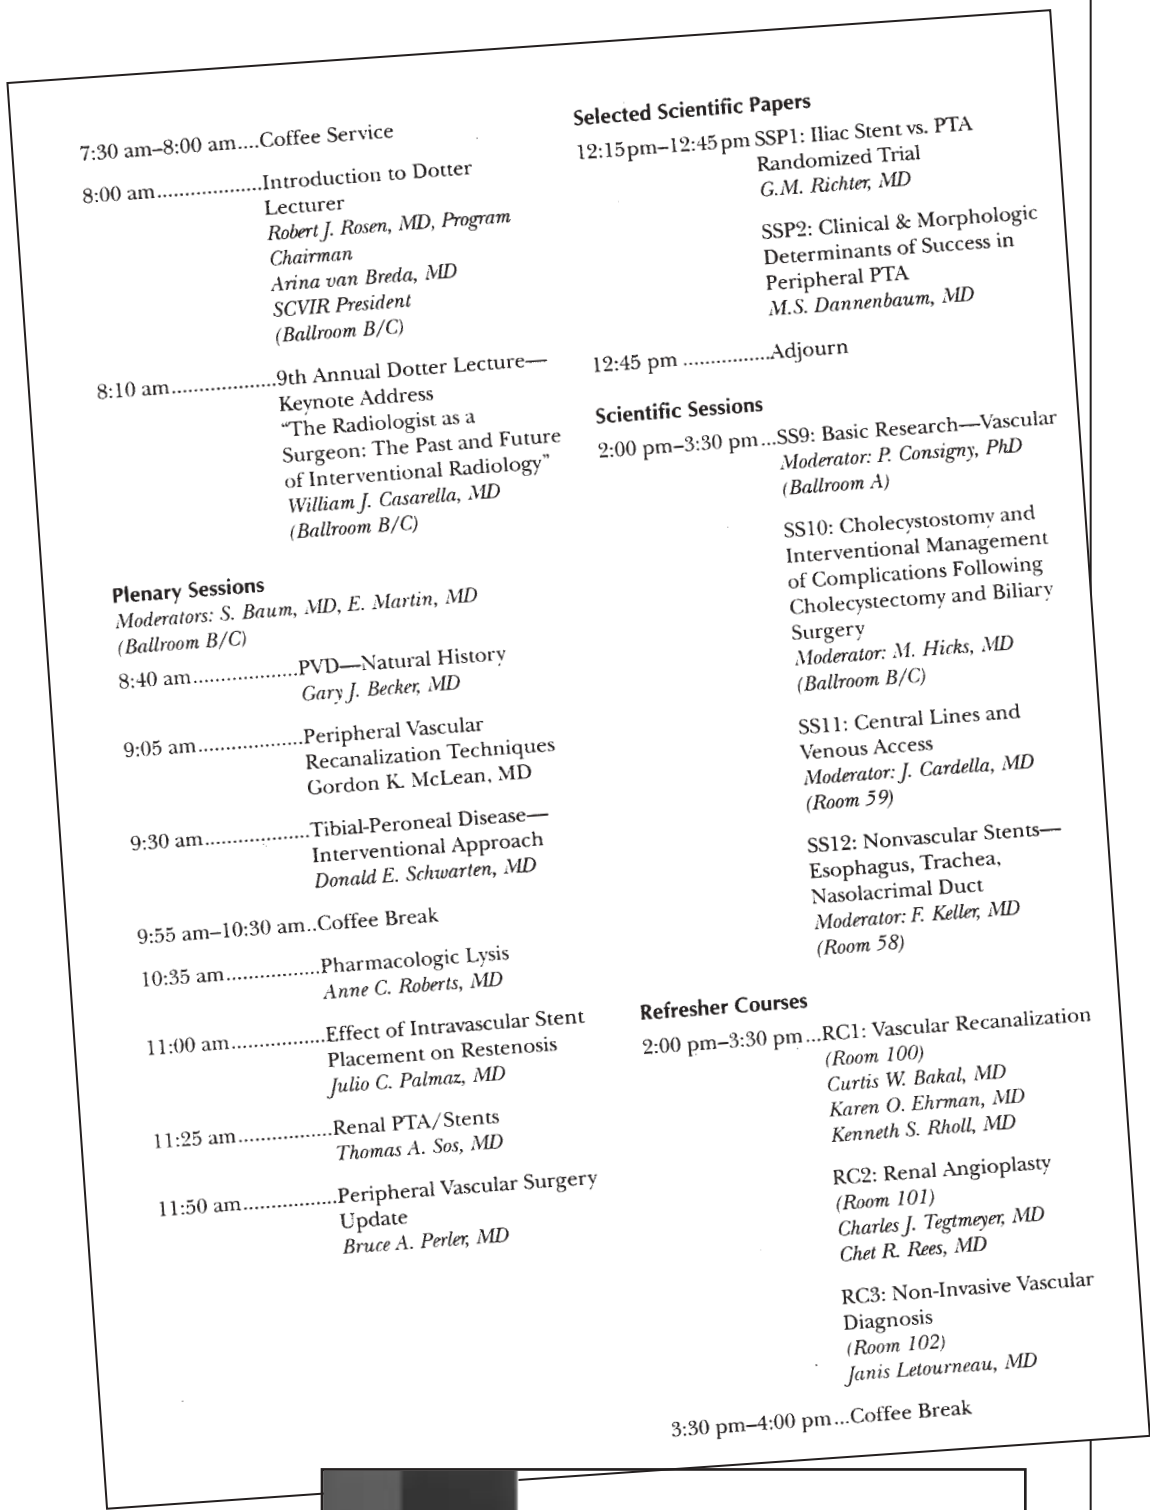 7:30 am–8:00 am....Coffee Service
8:00 am...................Introduction to Dotter
Lecturer
Robert J. Rosen, MD, Program
Chairman
Arina van Breda, MD
SCVIR President
(Ballroom B/C)
8:10 am...................9th Annual Dotter Lecture—
Keynote Address
“The Radiologist as a
Surgeon: The Past and Future
of Interventional Radiology”
William J. Casarella, MD
(Ballroom B/C)
Plenary Sessions
Moderators: S. Baum, MD, E. Martin, MD
(Ballroom B/C)
8:40 am...................PVD—Natural History
Gary J. Becker, MD
9:05 am...................Peripheral Vascular
Recanalization Techniques
Gordon K. McLean, MD
9:30 am...................Tibial-Peroneal Disease—
Interventional Approach
Donald E. Schwarten, MD
9:55 am–10:30 am..Coffee Break
10:35 am.................Pharmacologic Lysis
Anne C. Roberts, MD
11:00 am.................Effect of Intravascular Stent
Placement on Restenosis
Julio C. Palmaz, MD
11:25 am.................Renal PTA/Stents
Thomas A. Sos, MD
11:50 am.................Peripheral Vascular Surgery
Update
Bruce A. Perler, MD
Selected Scientific Papers
12:15pm–12:45pm SSP1: Iliac Stent vs. PTA
Randomized Trial
G.M. Richter, MD
SSP2: Clinical & Morphologic
Determinants of Success in
Peripheral PTA
M.S. Dannenbaum, MD
12:45 pm ................Adjourn
Scientific Sessions
2:00 pm–3:30 pm...SS9: Basic Research—Vascular
Moderator: P. Consigny, PhD
(Ballroom A)
SS10: Cholecystostomy and
Interventional Management
of Complications Following
Cholecystectomy and Biliary
Surgery
Moderator: M. Hicks, MD
(Ballroom B/C)
SS11: Central Lines and
Venous Access
Moderator: J. Cardella, MD
(Room 59)
SS12: Nonvascular Stents—
Esophagus, Trachea,
Nasolacrimal Duct
Moderator: F. Keller, MD
(Room 58)
Refresher Courses
2:00 pm–3:30 pm...RC1: Vascular Recanalization
(Room 100)
Curtis W. Bakal, MD
Karen O. Ehrman, MD
Kenneth S. Rholl, MD
RC2: Renal Angioplasty
(Room 101)
Charles J. Tegtmeyer, MD
Chet R. Rees, MD
RC3: Non-Invasive Vascular
Diagnosis
(Room 102)
Janis Letourneau, MD
3:30 pm–4:00 pm...Coffee Break